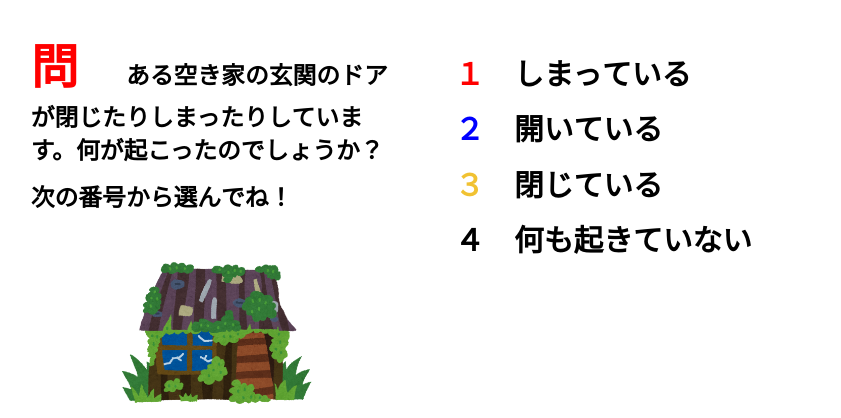 問 ある空き家の玄関のドア
が閉じたりしまったりしていま
す。何が起こったのでしょうか？
次の番号から選んでね！
１ しまっている
２ 開いている
３ 閉じている
４ 何も起きていない